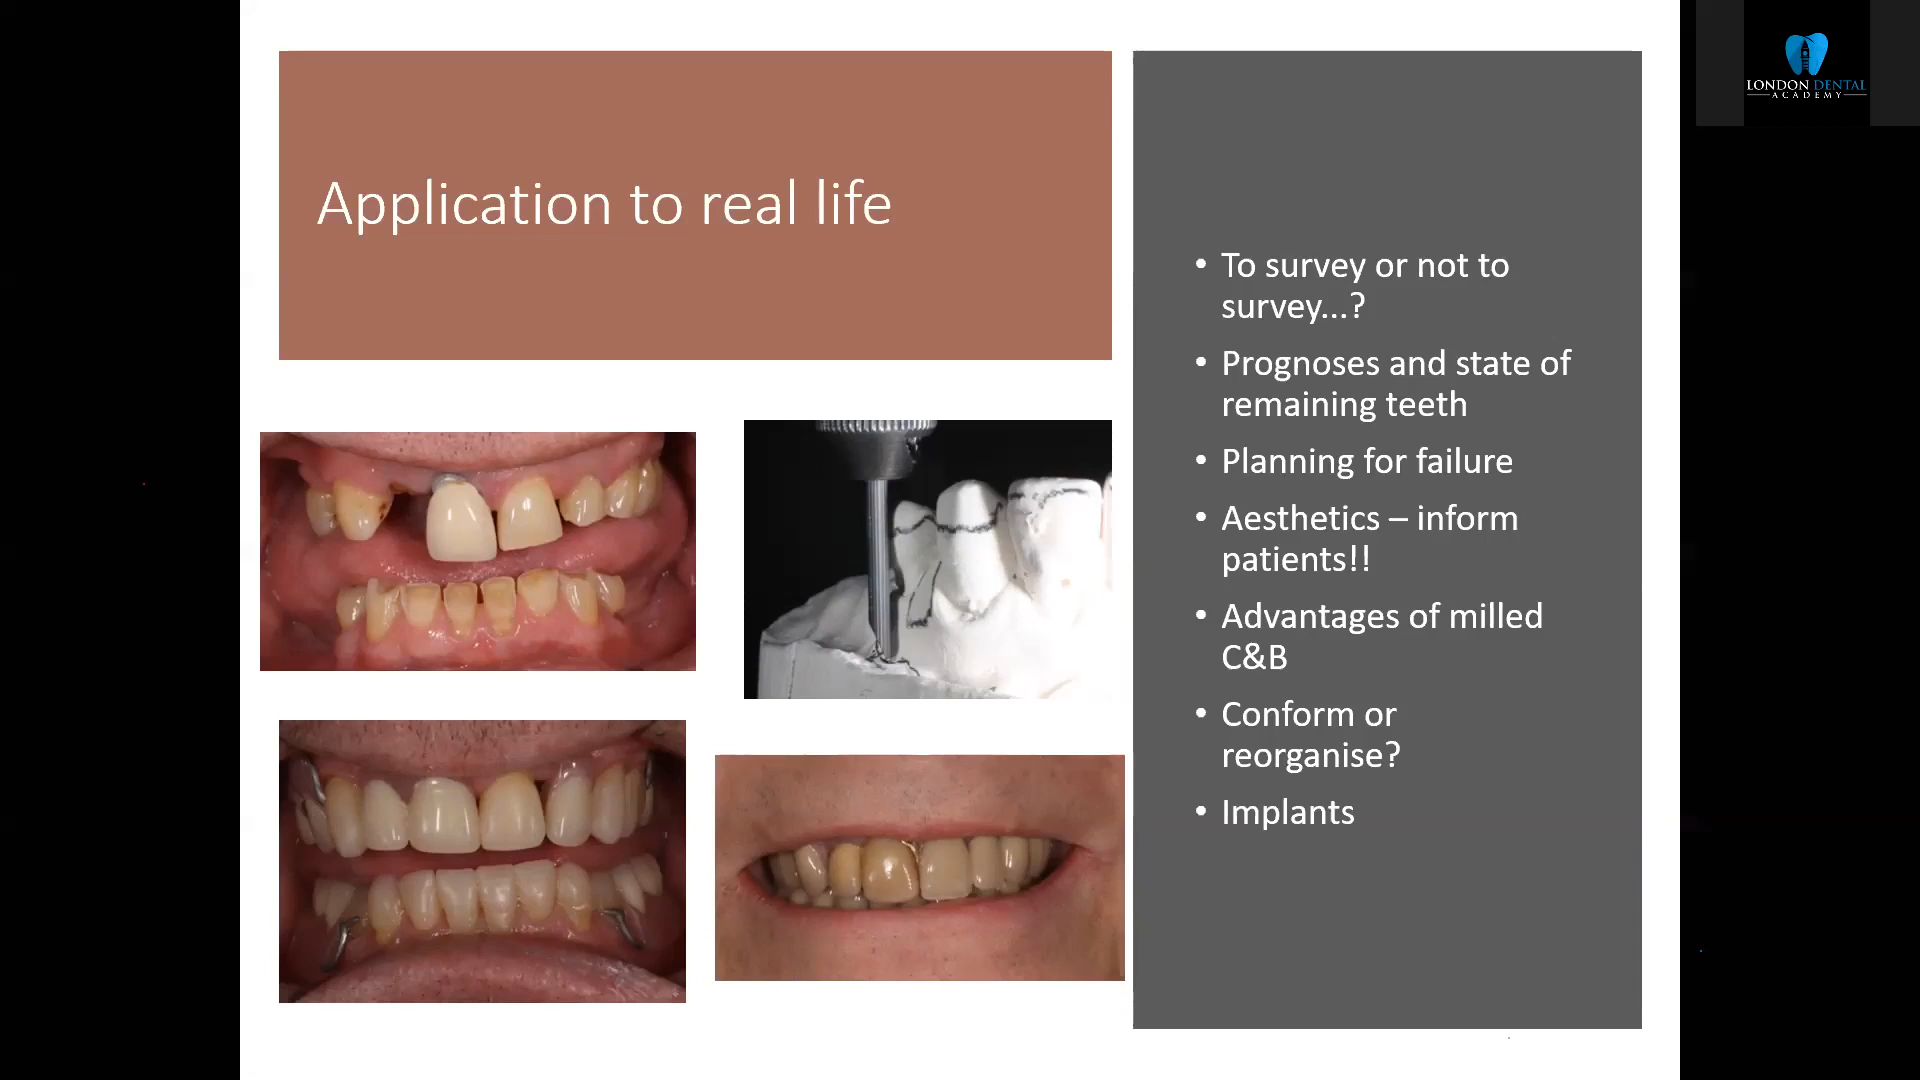 Application to real life
• To survey or not to
survey...?
• Prognoses and state of
remaining teeth
• Planning for failure
• Aesthetics – inform
patients!!
• Advantages of milled
C&B
• Conform or
reorganise?
• Implants
LONDON DENTAL
ACADEMY